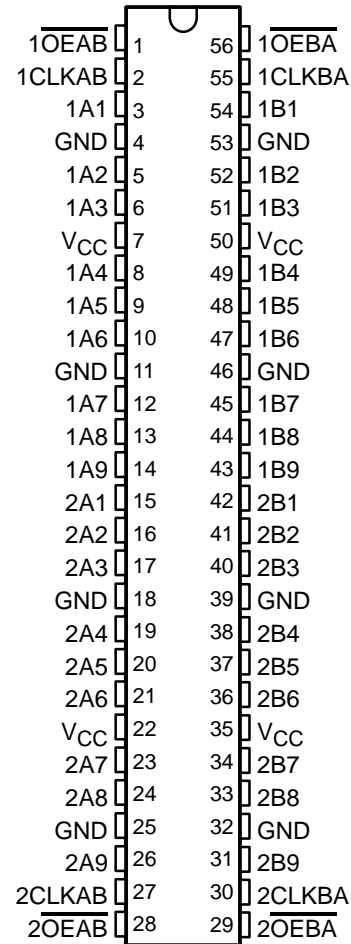 1O̅E̅A̅B̅ 1 56 1O̅E̅B̅A̅
1CLKAB 2 55 1CLKBA
1A1 3 54 1B1
GND 4 53 GND
1A2 5 52 1B2
1A3 6 51 1B3
VCC 7 50 VCC
1A4 8 49 1B4
1A5 9 48 1B5
1A6 10 47 1B6
GND 11 46 GND
1A7 12 45 1B7
1A8 13 44 1B8
1A9 14 43 1B9
2A1 15 42 2B1
2A2 16 41 2B2
2A3 17 40 2B3
GND 18 39 GND
2A4 19 38 2B4
2A5 20 37 2B5
2A6 21 36 2B6
VCC 22 35 VCC
2A7 23 34 2B7
2A8 24 33 2B8
GND 25 32 GND
2A9 26 31 2B9
2CLKAB 27 30 2CLKBA
2O̅E̅A̅B̅ 28 29 2O̅E̅B̅A̅